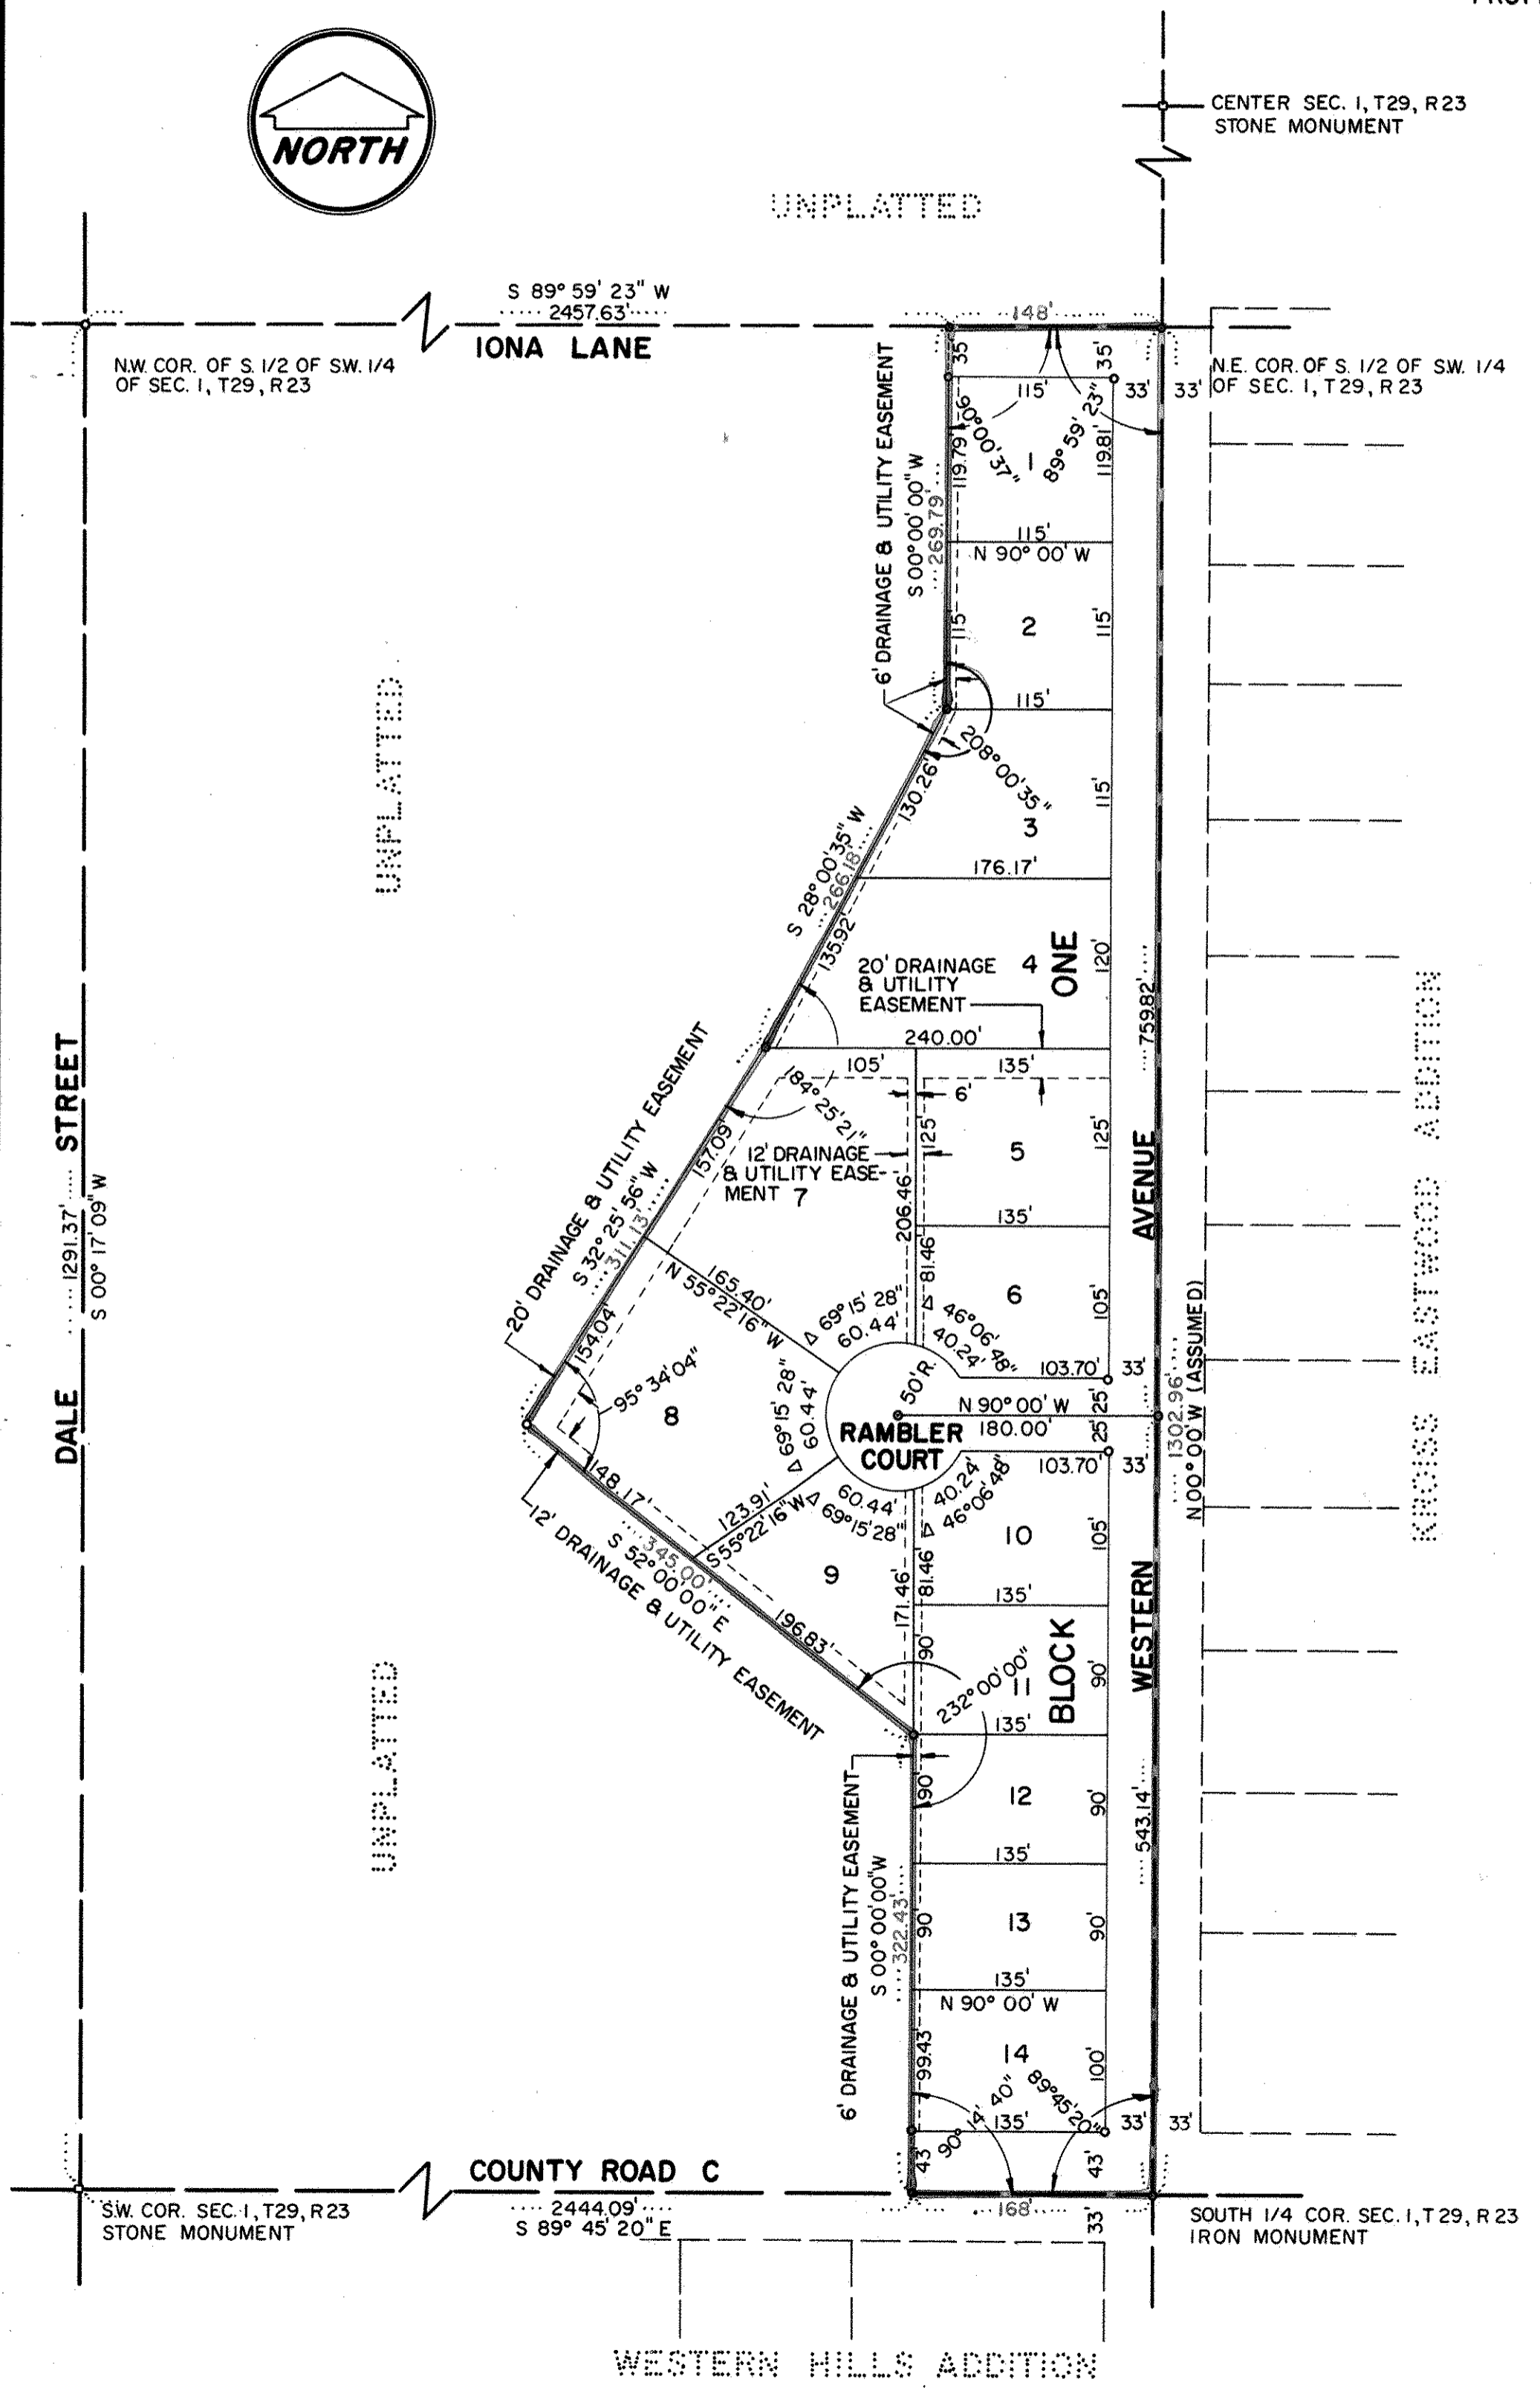 NORTH
CENTER SEC. 1, T29, R23
STONE MONUMENT
UNPLATTED
S 89° 59' 23" W
2457.63'
IONA LANE
148'
N.W. COR. OF S. 1/2 OF S.W. 1/4
OF SEC. 1, T29, R23
N.E. COR. OF S. 1/2 OF S.W. 1/4
OF SEC. 1, T29, R23
35'
35'
115'
33'
33'
6' DRAINAGE & UTILITY EASEMENT
S 00° 00' 00" W
269.79'
119.79'
90°00'37"
1
89° 59' 23"
119.81'
115'
N 90° 00' W
115'
2
115'
115'
208°00'35"
130.26'
3
115'
S 28° 00' 35" W
266.18'
176.17'
135.92'
ONE
4
120'
20' DRAINAGE
& UTILITY
EASEMENT
240.00'
759.82'
105'
135'
6'
184° 25' 21"
157.09'
12' DRAINAGE
& UTILITY EASE-
MENT 7
125'
5
125'
206.46'
135'
20' DRAINAGE & UTILITY EASEMENT
S 32° 25' 56" W
311.13'
165.40'
N 55° 22' 16" W
81.46'
6
105'
AVENUE
Δ 69° 15' 28"
60.44'
Δ 46° 06' 48"
40.24'
103.70'
33'
154.04'
95° 34' 04"
8
Δ 69° 15' 28"
60.44'
50' R.
N 90° 00' W
180.00'
25'
25'
RAMBLER
COURT
103.70'
33'
1302.96'
N 00° 00' W (ASSUMED)
148.17'
123.91'
S 55° 22' 16" W
60.44'
Δ 69° 15' 28"
40.24'
Δ 46° 06' 48"
12' DRAINAGE & UTILITY EASEMENT
345.00'
S 52° 00' 00" E
9
196.83'
171.46'
81.46'
10
105'
135'
90'
232° 00' 00"
11
90'
BLOCK
WESTERN
135'
6' DRAINAGE & UTILITY EASEMENT
S 00° 00' 00" W
322.43'
90'
12
90'
135'
543.14'
90'
13
90'
135'
N 90° 00' W
99.43'
14
100'
90° 14' 40"
89° 45' 20"
135'
33'
33'
43'
43'
168'
33'
DALE STREET
1291.37'
S 00° 17' 09" W
UNPLATTED
UNPLATTED
KROISS EASTWOOD ADDITION
COUNTY ROAD C
2444.09'
S 89° 45' 20" E
S.W. COR. SEC. 1, T29, R23
STONE MONUMENT
SOUTH 1/4 COR. SEC. 1, T 29, R 23
IRON MONUMENT
WESTERN HILLS ADDITION